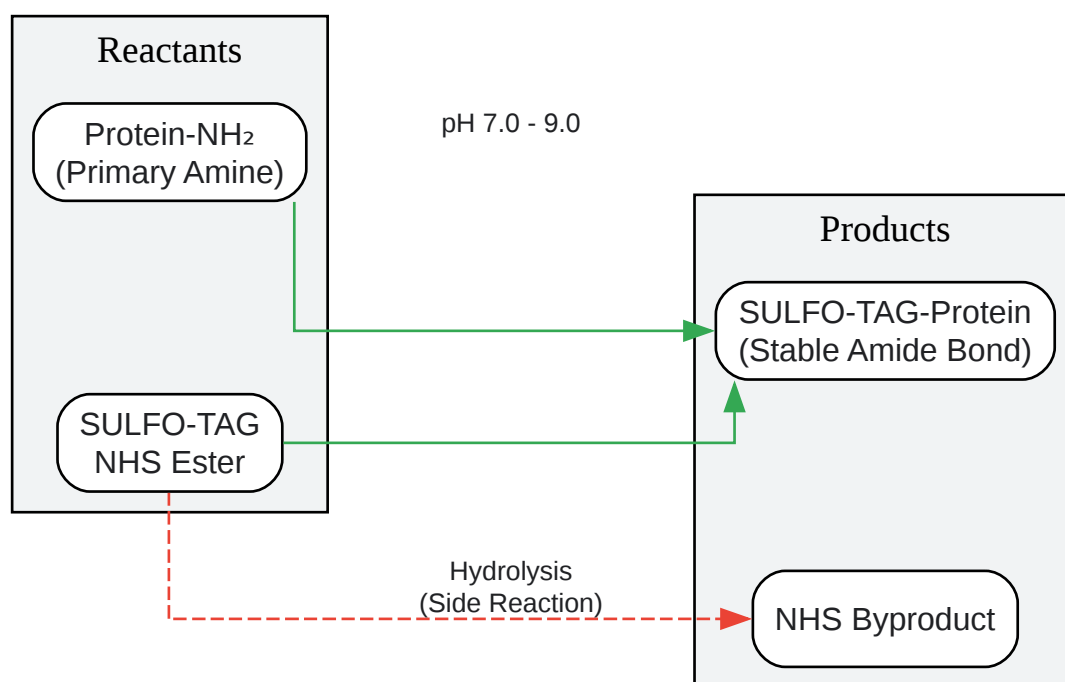 Reactants
Protein-NH₂
(Primary Amine)
pH 7.0 - 9.0
SULFO-TAG
NHS Ester
Products
SULFO-TAG-Protein
(Stable Amide Bond)
Hydrolysis
(Side Reaction)
NHS Byproduct